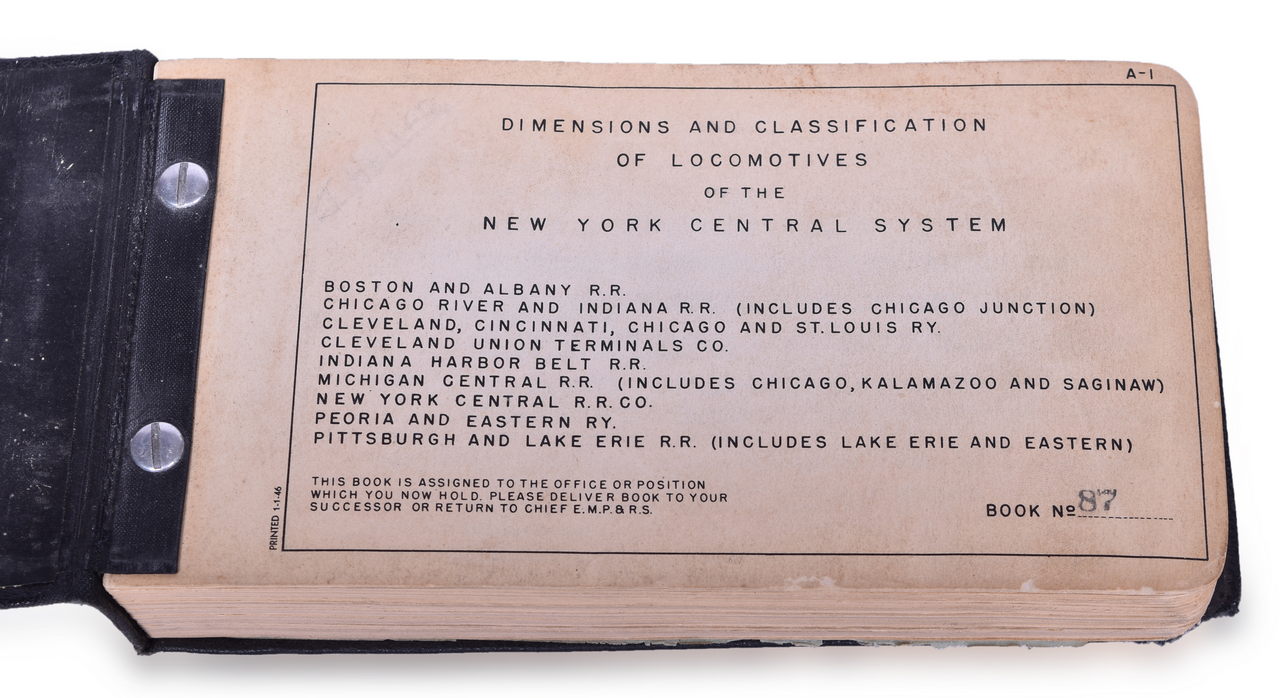 A-1
DIMENSIONS AND CLASSIFICATION
OF LOCOMOTIVES
OF THE
NEW YORK CENTRAL SYSTEM
BOSTON AND ALBANY R.R.
CHICAGO RIVER AND INDIANA R.R. (INCLUDES CHICAGO JUNCTION)
CLEVELAND, CINCINNATI, CHICAGO AND ST.LOUIS RY.
CLEVELAND UNION TERMINALS CO.
INDIANA HARBOR BELT R.R.
MICHIGAN CENTRAL R.R. (INCLUDES CHICAGO, KALAMAZOO AND SAGINAW)
NEW YORK CENTRAL R.R. CO.
PEORIA AND EASTERN RY.
PITTSBURGH AND LAKE ERIE R.R. (INCLUDES LAKE ERIE AND EASTERN)
THIS BOOK IS ASSIGNED TO THE OFFICE OR POSITION
WHICH YOU NOW HOLD. PLEASE DELIVER BOOK TO YOUR
SUCCESSOR OR RETURN TO CHIEF E.M.P. & R.S.
BOOK Nº 87
PRINTED 1-1-46